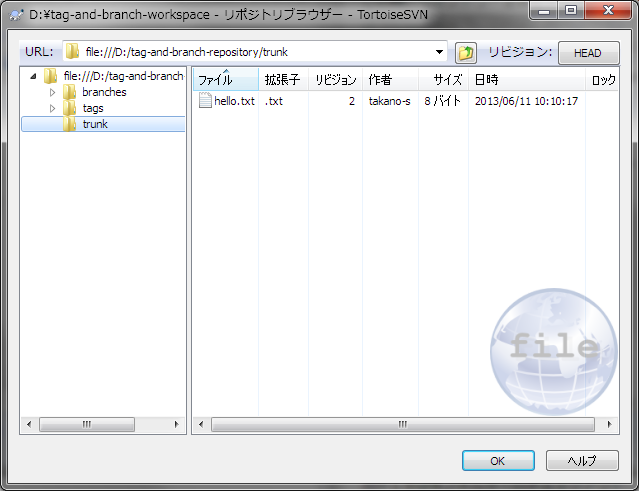 D:¥tag-and-branch-workspace - リポジトリブラウザー - TortoiseSVN
URL: file:///D:/tag-and-branch-repository/trunk リビジョン: HEAD
file:///D:/tag-and-branch-
branches
tags
trunk
ファイル 拡張子 リビジョン 作者 サイズ 日時 ロック
hello.txt .txt 2 takano-s 8 バイト 2013/06/11 10:10:17
file
OK ヘルプ